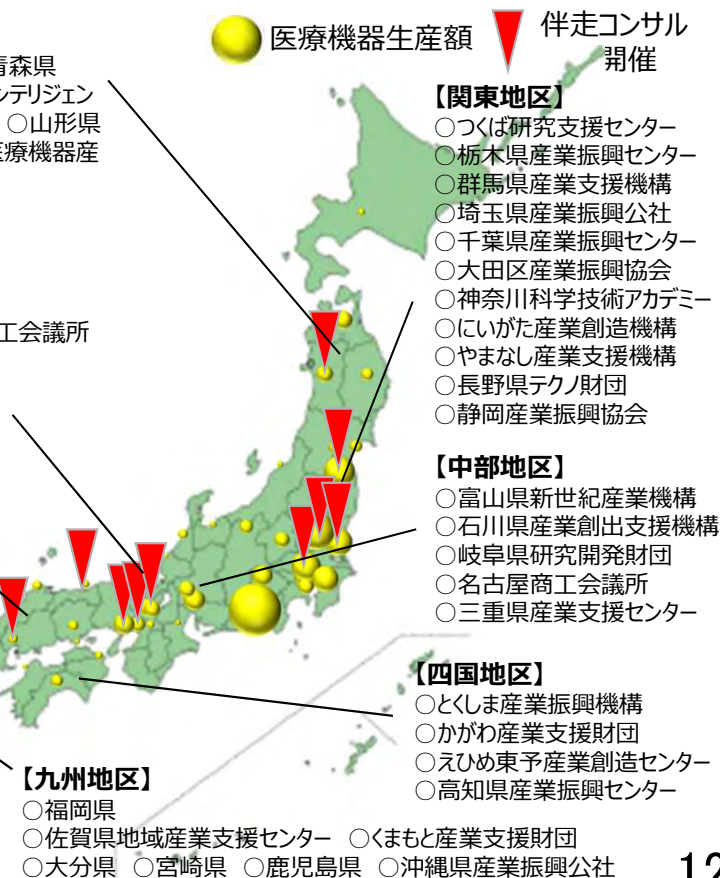 医療機器生産額
伴走コンサル
開催
青森県
ンテリジェン
○山形県
医療機器産
工会議所
【関東地区】
○つくば研究支援センター
○栃木県産業振興センター
○群馬県産業支援機構
○埼玉県産業振興公社
○千葉県産業振興センター
○大田区産業振興協会
○神奈川科学技術アカデミー
○にいがた産業創造機構
○やまなし産業支援機構
○長野県テクノ財団
○静岡産業振興協会
【中部地区】
○富山県新世紀産業機構
○石川県産業創出支援機構
○岐阜県研究開発財団
○名古屋商工会議所
○三重県産業支援センター
【四国地区】
○とくしま産業振興機構
○かがわ産業支援財団
○えひめ東予産業創造センター
○高知県産業振興センター
【九州地区】
○福岡県
○佐賀県地域産業支援センター ○くまもと産業支援財団
○大分県 ○宮崎県 ○鹿児島県 ○沖縄県産業振興公社
12